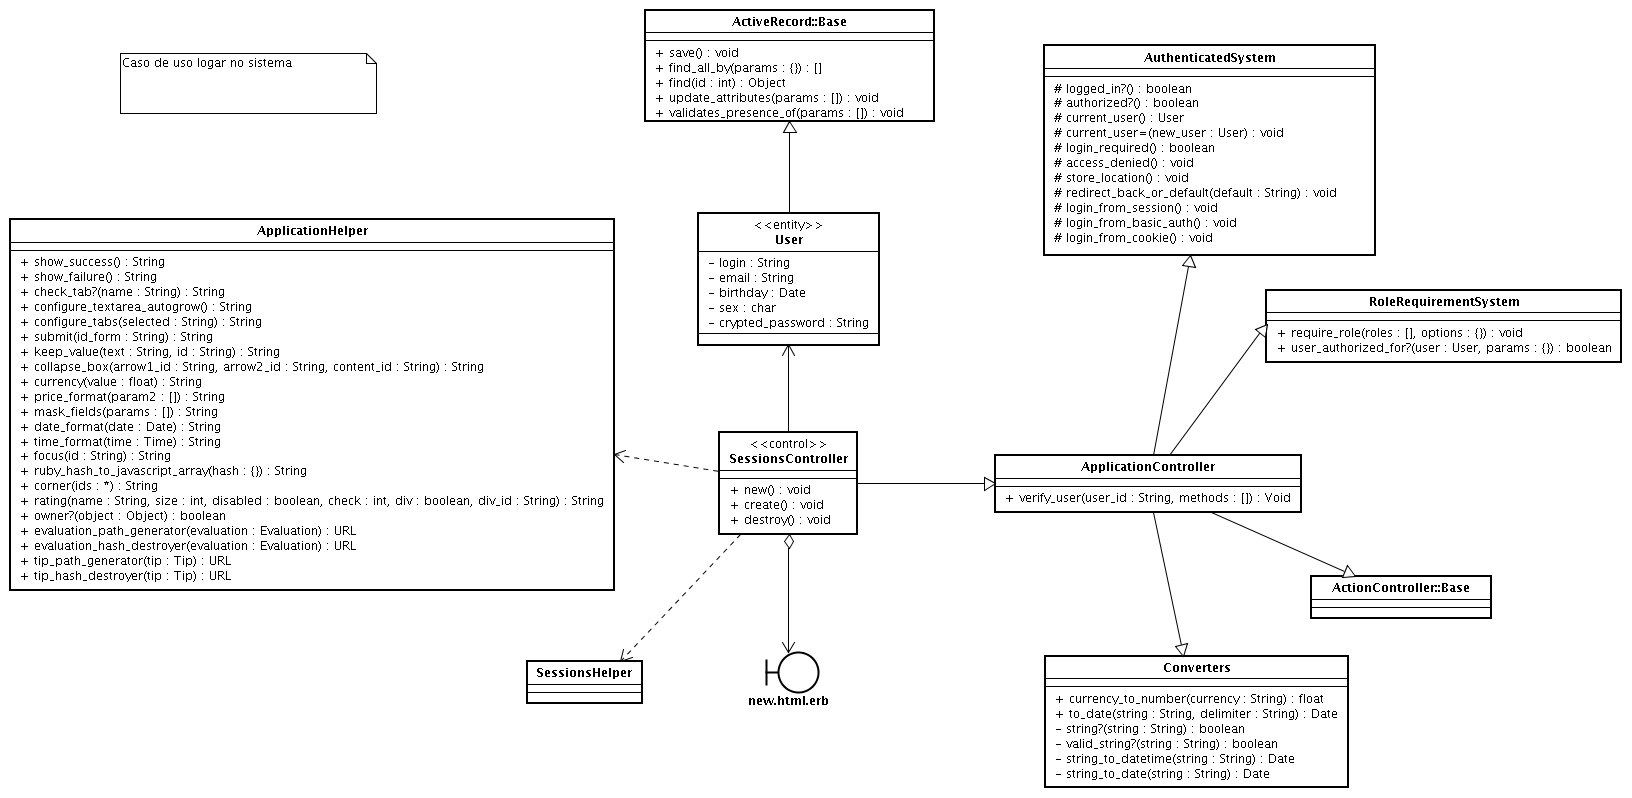 Caso de uso logar no sistema
ActiveRecord::Base
+ save() : void
+ find_all_by(params : {}) : []
+ find(id : int) : Object
+ update_attributes(params : []) : void
+ validates_presence_of(params : []) : void
AuthenticatedSystem
# logged_in?() : boolean
# authorized?() : boolean
# current_user() : User
# current_user=(new_user : User) : void
# login_required() : boolean
# access_denied() : void
# store_location() : void
# redirect_back_or_default(default : String) : void
# login_from_session() : void
# login_from_basic_auth() : void
# login_from_cookie() : void
ApplicationHelper
+ show_success() : String
+ show_failure() : String
+ check_tab?(name : String) : String
+ configure_textarea_autogrow() : String
+ configure_tabs(selected : String) : String
+ submit(id_form : String) : String
+ keep_value(text : String, id : String) : String
+ collapse_box(arrow1_id : String, arrow2_id : String, content_id : String) : String
+ currency(value : float) : String
+ price_format(param2 : []) : String
+ mask_fields(params : []) : String
+ date_format(date : Date) : String
+ time_format(time : Time) : String
+ focus(id : String) : String
+ ruby_hash_to_javascript_array(hash : {}) : String
+ corner(ids : *) : String
+ rating(name : String, size : int, disabled : boolean, check : int, div : boolean, div_id : String) : String
+ owner?(object : Object) : boolean
+ evaluation_path_generator(evaluation : Evaluation) : URL
+ evaluation_hash_destroyer(evaluation : Evaluation) : URL
+ tip_path_generator(tip : Tip) : URL
+ tip_hash_destroyer(tip : Tip) : URL
<<entity>>
User
- login : String
- email : String
- birthday : Date
- sex : char
- crypted_password : String
RoleRequirementSystem
+ require_role(roles : [], options : {}) : void
+ user_authorized_for?(user : User, params : {}) : boolean
<<control>>
SessionsController
+ new() : void
+ create() : void
+ destroy() : void
ApplicationController
+ verify_user(user_id : String, methods : []) : Void
ActionController::Base
SessionsHelper
new.html.erb
Converters
+ currency_to_number(currency : String) : float
+ to_date(string : String, delimiter : String) : Date
- string?(string : String) : boolean
- valid_string?(string : String) : boolean
- string_to_datetime(string : String) : Date
- string_to_date(string : String) : Date